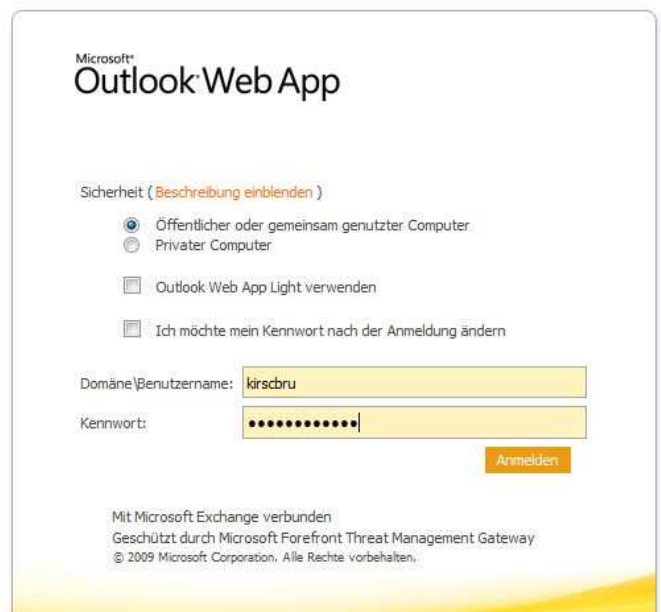 Microsoft®
Outlook Web App
Sicherheit ( Beschreibung einblenden )
Öffentlicher oder gemeinsam genutzter Computer
Privater Computer
Outlook Web App Light verwenden
Ich möchte mein Kennwort nach der Anmeldung ändern
Domäne\Benutzername: kirscbru
Kennwort: ••••••••••••
Anmelden
Mit Microsoft Exchange verbunden
Geschützt durch Microsoft Forefront Threat Management Gateway
© 2009 Microsoft Corporation. Alle Rechte vorbehalten.